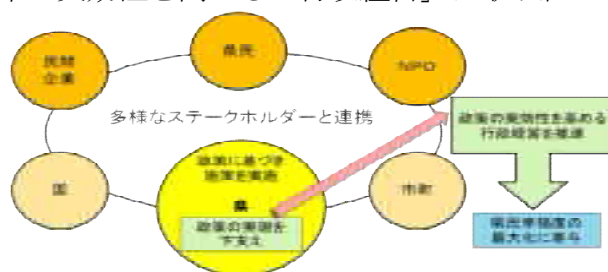 県民
民間
企業
NPO
多様なステークホルダーと連携
政策の実効性を高める
行政経営を推進
政策に基づき
施策を実施
国
県
市町
政策の実現を
下支え
県民幸福度の
最大化に寄与